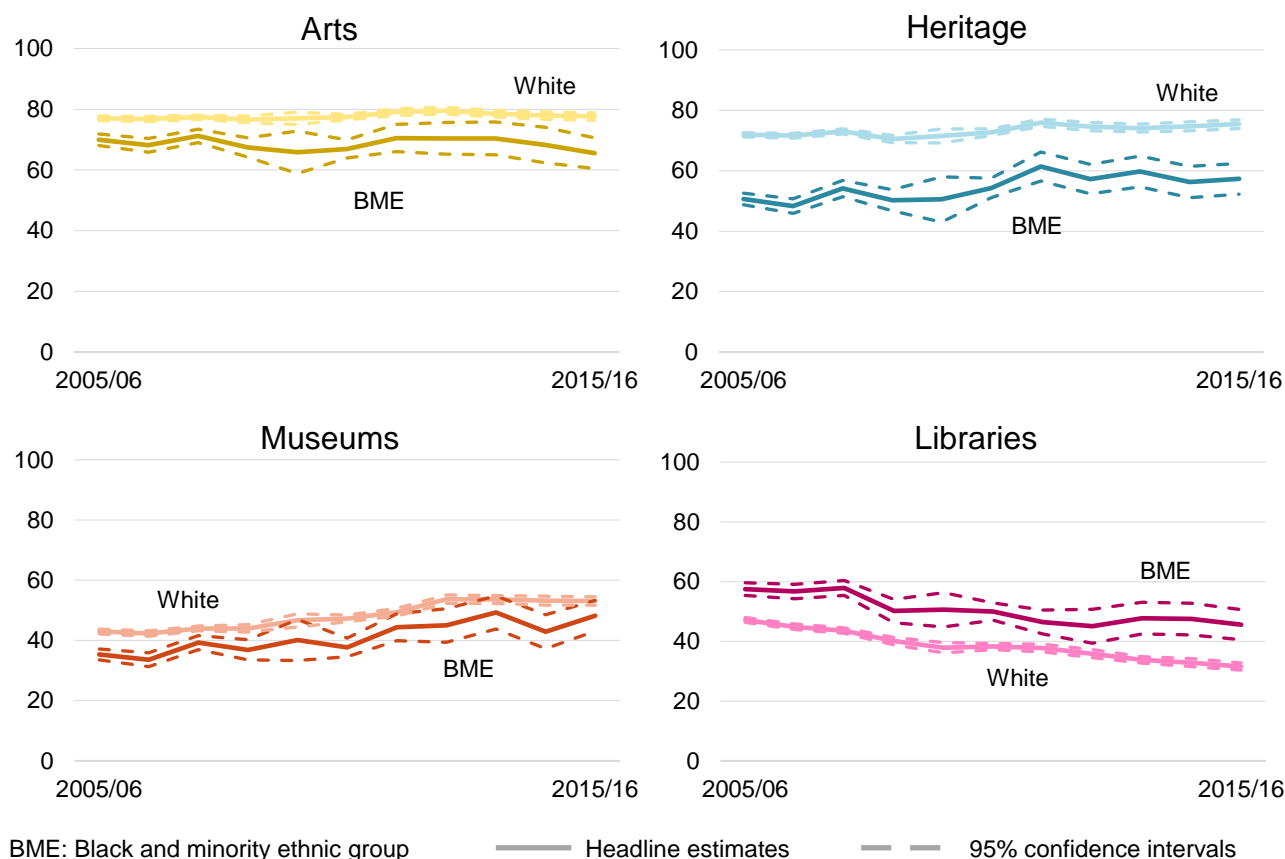 Arts
100
80
60
40
20
0
White
BME
2005/06 2015/16
Heritage
100
80
60
40
20
0
White
BME
2005/06 2015/16
Museums
100
80
60
40
20
0
White
BME
2005/06 2015/16
Libraries
100
80
60
40
20
0
BME
White
2005/06 2015/16
BME: Black and minority ethnic group Headline estimates 95% confidence intervals